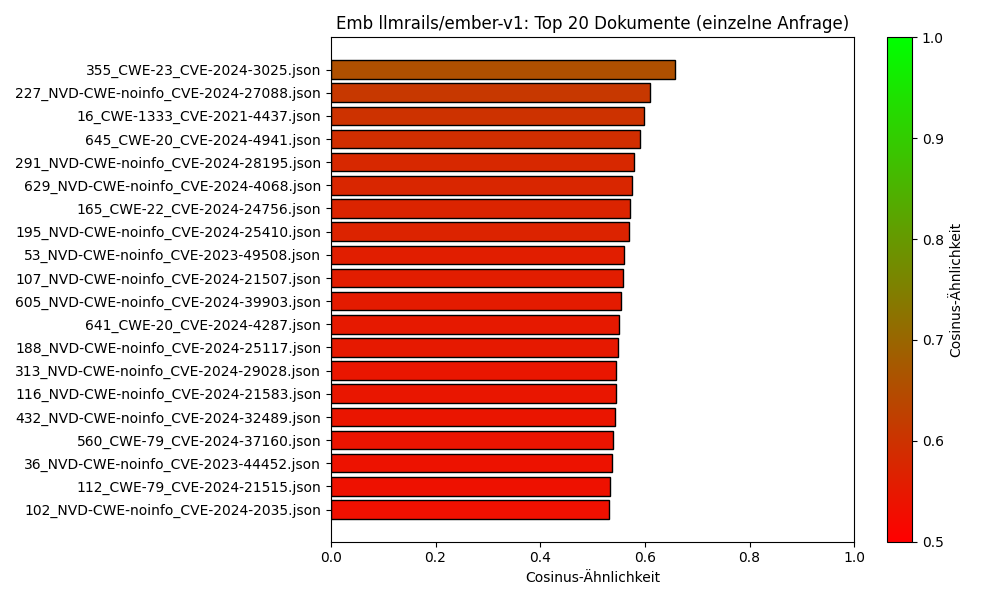 Emb llmrails/ember-v1: Top 20 Dokumente (einzelne Anfrage)
355_CWE-23_CVE-2024-3025.json
227_NVD-CWE-noinfo_CVE-2024-27088.json
16_CWE-1333_CVE-2021-4437.json
645_CWE-20_CVE-2024-4941.json
291_NVD-CWE-noinfo_CVE-2024-28195.json
629_NVD-CWE-noinfo_CVE-2024-4068.json
165_CWE-22_CVE-2024-24756.json
195_NVD-CWE-noinfo_CVE-2024-25410.json
53_NVD-CWE-noinfo_CVE-2023-49508.json
107_NVD-CWE-noinfo_CVE-2024-21507.json
605_NVD-CWE-noinfo_CVE-2024-39903.json
641_CWE-20_CVE-2024-4287.json
188_NVD-CWE-noinfo_CVE-2024-25117.json
313_NVD-CWE-noinfo_CVE-2024-29028.json
116_NVD-CWE-noinfo_CVE-2024-21583.json
432_NVD-CWE-noinfo_CVE-2024-32489.json
560_CWE-79_CVE-2024-37160.json
36_NVD-CWE-noinfo_CVE-2023-44452.json
112_CWE-79_CVE-2024-21515.json
102_NVD-CWE-noinfo_CVE-2024-2035.json
0.0 0.2 0.4 0.6 0.8 1.0
Cosinus-Ähnlichkeit
1.0
0.9
0.8
0.7
0.6
0.5
Cosinus-Ähnlichkeit